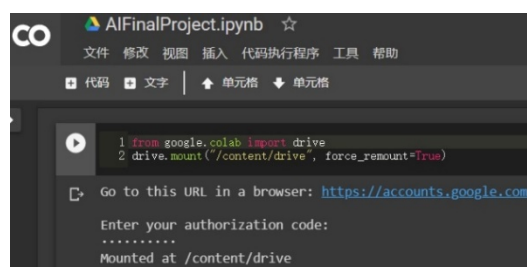 CO
AIFinalProject.ipynb
文件 修改 视图 插入 代码执行程序 工具 帮助
+ 代码 + 文字 ↑ 单元格 ↓ 单元格
1 from google.colab import drive
2 drive.mount("/content/drive", force_remount=True)
Go to this URL in a browser: https://accounts.google.com
Enter your authorization code:
··········
Mounted at /content/drive